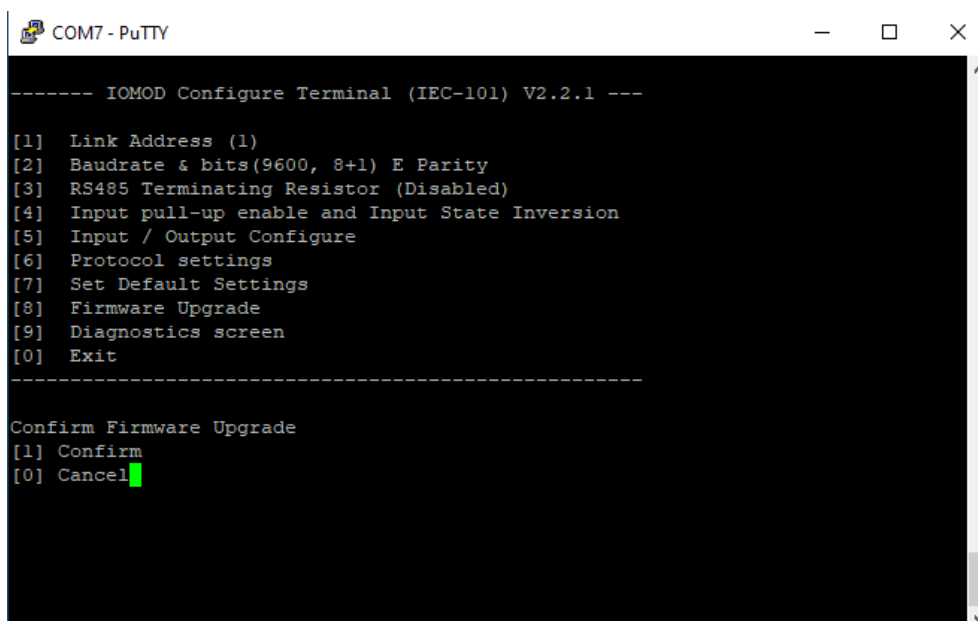 COM7 - PuTTY
------- IOMOD Configure Terminal (IEC-101) V2.2.1 ---
[1] Link Address (1)
[2] Baudrate & bits(9600, 8+1) E Parity
[3] RS485 Terminating Resistor (Disabled)
[4] Input pull-up enable and Input State Inversion
[5] Input / Output Configure
[6] Protocol settings
[7] Set Default Settings
[8] Firmware Upgrade
[9] Diagnostics screen
[0] Exit
-----------------------------------------------------
Confirm Firmware Upgrade
[1] Confirm
[0] Cancel